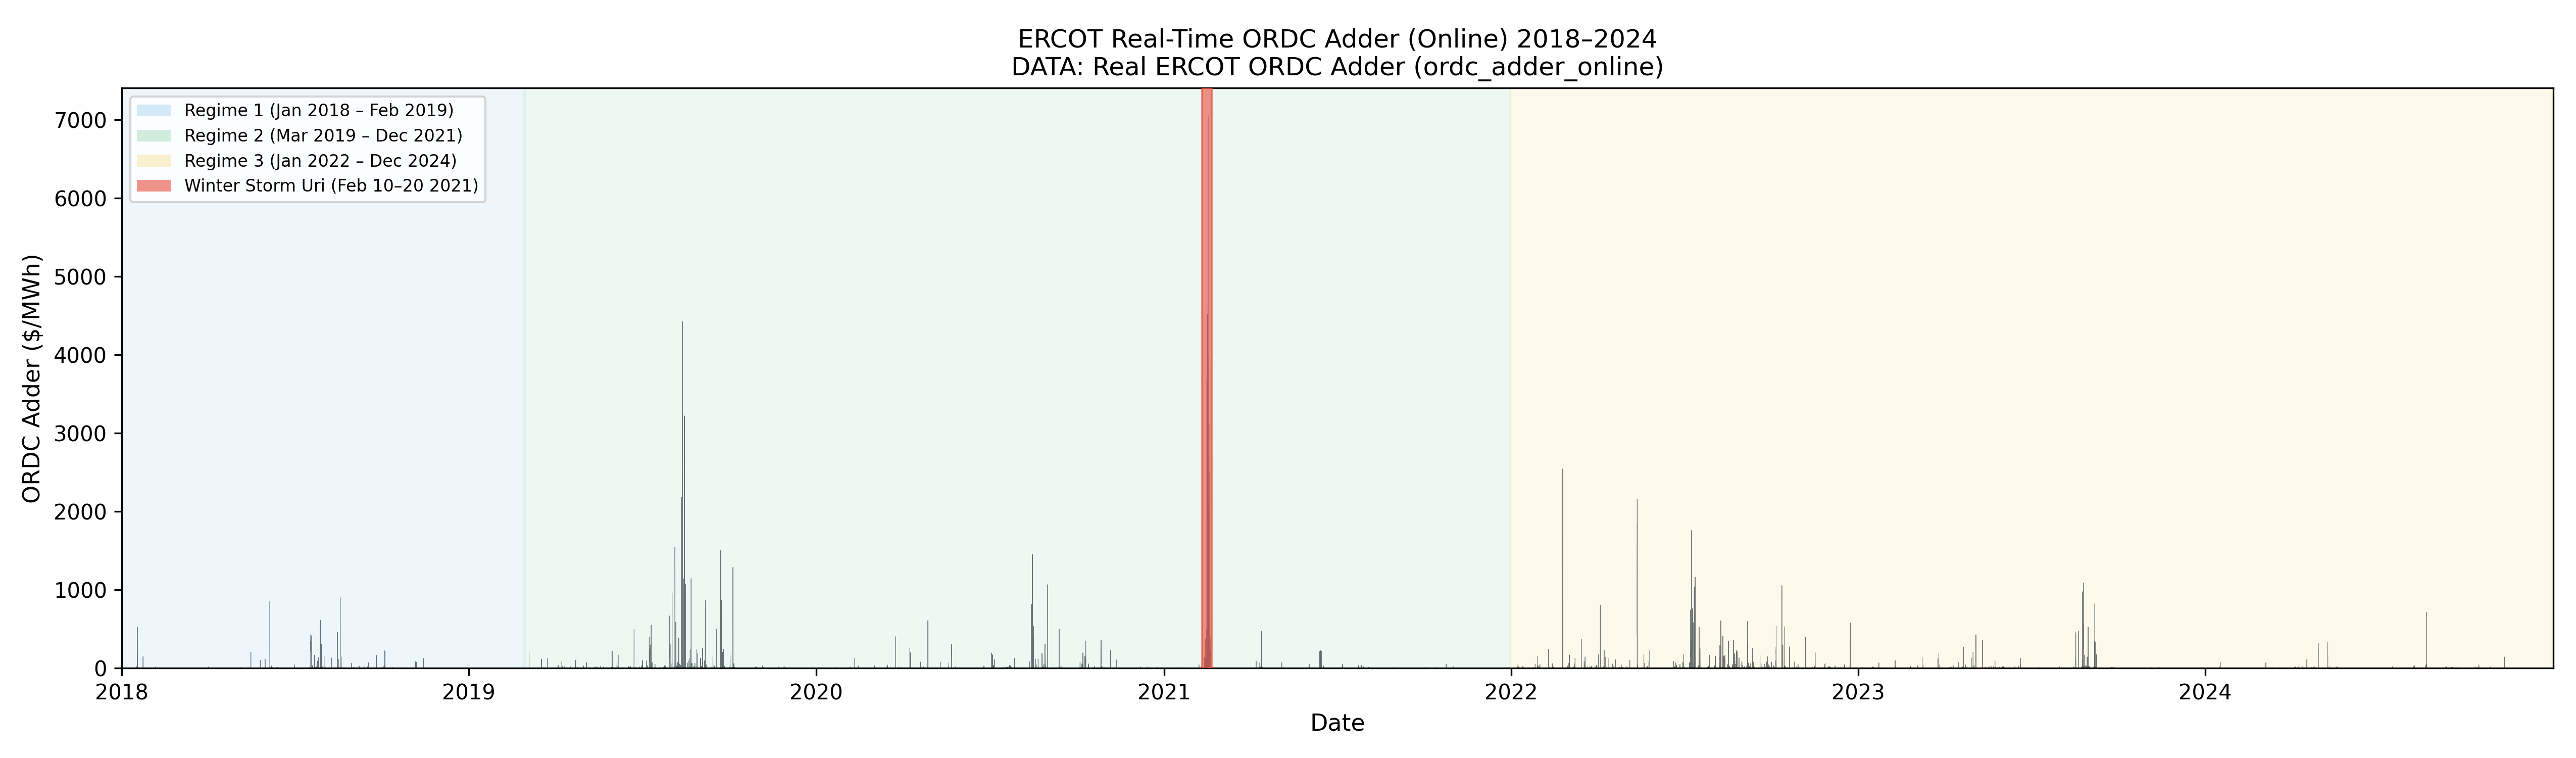 ERCOT Real-Time ORDC Adder (Online) 2018–2024
DATA: Real ERCOT ORDC Adder (ordc_adder_online)
Regime 1 (Jan 2018 – Feb 2019)
Regime 2 (Mar 2019 – Dec 2021)
Regime 3 (Jan 2022 – Dec 2024)
Winter Storm Uri (Feb 10–20 2021)
ORDC Adder ($/MWh)
7000
6000
5000
4000
3000
2000
1000
0
2018 2019 2020 2021 2022 2023 2024
Date